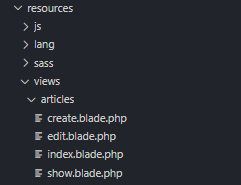 resources
js
lang
sass
views
articles
create.blade.php
edit.blade.php
index.blade.php
show.blade.php